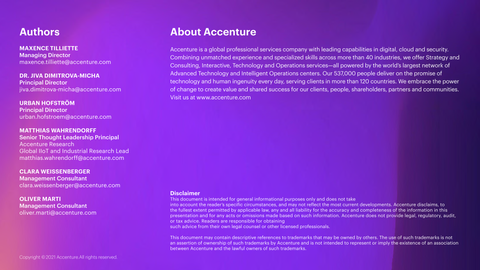 Authors
MAXENCE TILLIETTE
Managing Director
maxence.tilliette@accenture.com
DR. JIVA DIMITROVA-MICHA
Principal Director
jiva.dimitrova-micha@accenture.com
URBAN HOFSTRÖM
Principal Director
urban.hofstroem@accenture.com
MATTHIAS WAHRENDORFF
Senior Thought Leadership Principal
Accenture Research
Global IIoT and Industrial Research Lead
matthias.wahrendorff@accenture.com
CLARA WEISSENBERGER
Management Consultant
clara.weissenberger@accenture.com
OLIVER MARTI
Management Consultant
oliver.marti@accenture.com
Copyright © 2021 Accenture All rights reserved.
About Accenture
Accenture is a global professional services company with leading capabilities in digital, cloud and security.
Combining unmatched experience and specialized skills across more than 40 industries, we offer Strategy and
Consulting, Interactive, Technology and Operations services—all powered by the world's largest network of
Advanced Technology and Intelligent Operations centers. Our 537,000 people deliver on the promise of
technology and human ingenuity every day, serving clients in more than 120 countries. We embrace the power
of change to create value and shared success for our clients, people, shareholders, partners and communities.
Visit us at www.accenture.com
Disclaimer
This document is intended for general informational purposes only and does not take
into account the reader's specific circumstances, and may not reflect the most current developments. Accenture disclaims, to
the fullest extent permitted by applicable law, any and all liability for the accuracy and completeness of the information in this
presentation and for any acts or omissions made based on such information. Accenture does not provide legal, regulatory, audit,
or tax advice. Readers are responsible for obtaining
such advice from their own legal counsel or other licensed professionals.
This document may contain descriptive references to trademarks that may be owned by others. The use of such trademarks is not
an assertion of ownership of such trademarks by Accenture and is not intended to represent or imply the existence of an association
between Accenture and the lawful owners of such trademarks.